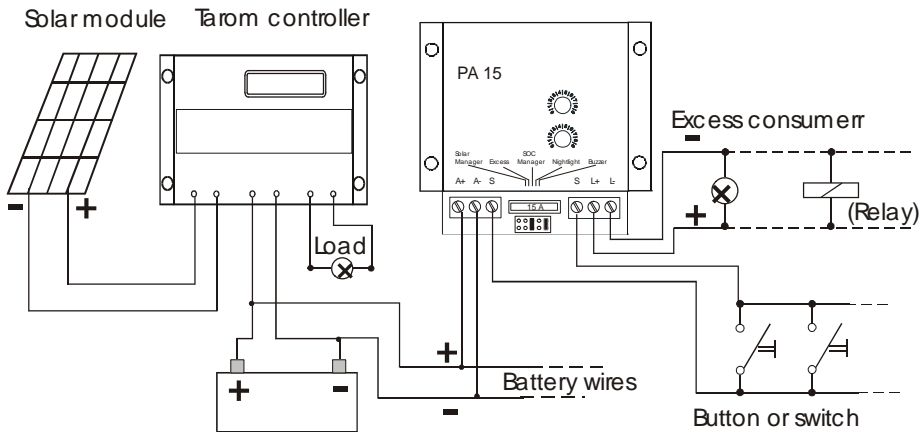 Solar module
Tarom controller
PA 15
Excess consumerr
Solar Manager
Excess
SOC Manager
Nightlight
Buzzer
A+ A- S
S L+ L-
15 A
-
+
-
+
(Relay)
Load
+
-
+
-
Battery wires
Button or switch